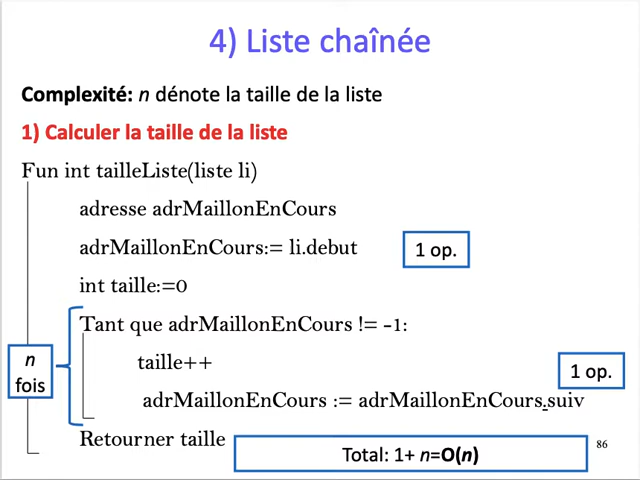 4) Liste chaînée
Complexité: n dénote la taille de la liste
1) Calculer la taille de la liste
Fun int tailleListe(liste li)
adresse adrMaillonEnCours
adrMaillonEnCours:= li.debut
1 op.
int taille:=0
Tant que adrMaillonEnCours != -1:
n
fois
taille++
1 op.
adrMaillonEnCours := adrMaillonEnCours.suiv
Retourner taille
Total: 1+ n=O(n)
86